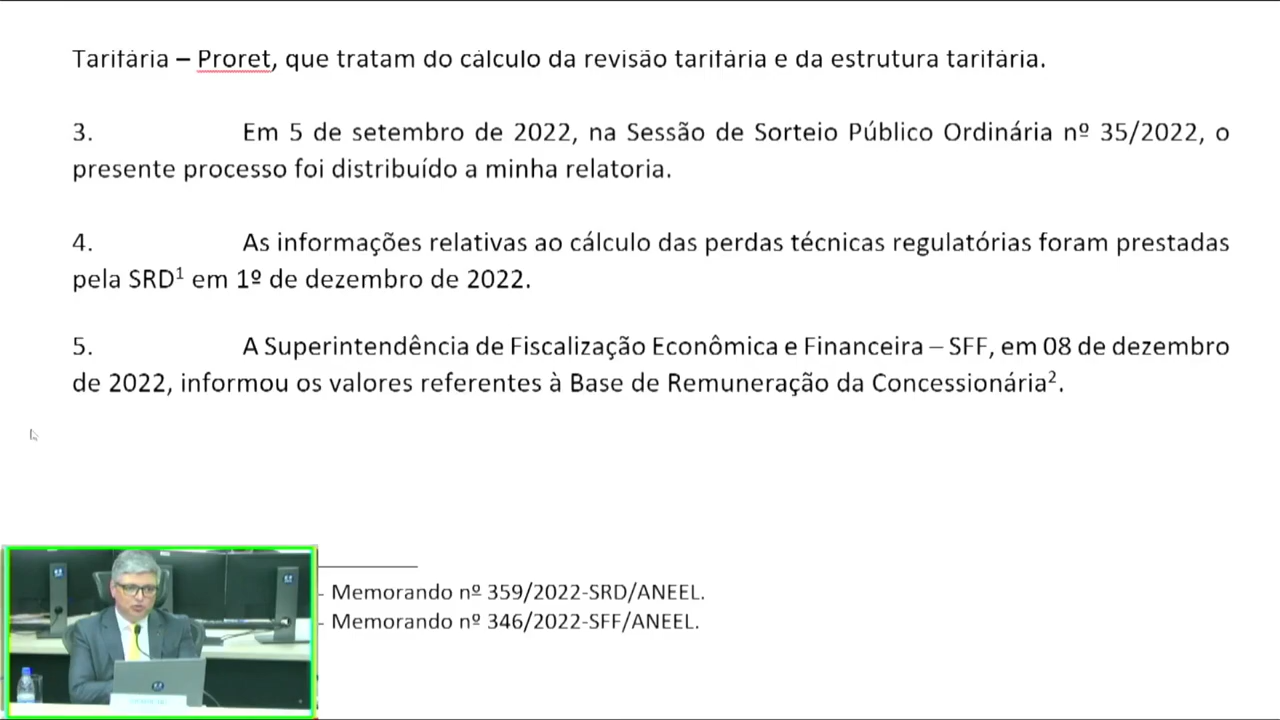 Tarifária – Proret, que tratam do cálculo da revisão tarifária e da estrutura tarifária.
3. Em 5 de setembro de 2022, na Sessão de Sorteio Público Ordinária nº 35/2022, o
presente processo foi distribuído a minha relatoria.
4. As informações relativas ao cálculo das perdas técnicas regulatórias foram prestadas
pela SRD¹ em 1º de dezembro de 2022.
5. A Superintendência de Fiscalização Econômica e Financeira – SFF, em 08 de dezembro
de 2022, informou os valores referentes à Base de Remuneração da Concessionária².
- Memorando nº 359/2022-SRD/ANEEL.
- Memorando nº 346/2022-SFF/ANEEL.